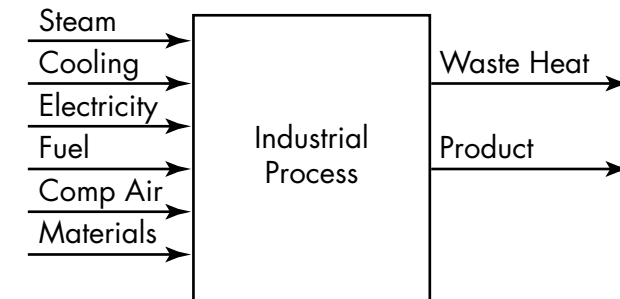 Steam
Cooling
Electricity
Fuel
Comp Air
Materials
Industrial
Process
Waste Heat
Product